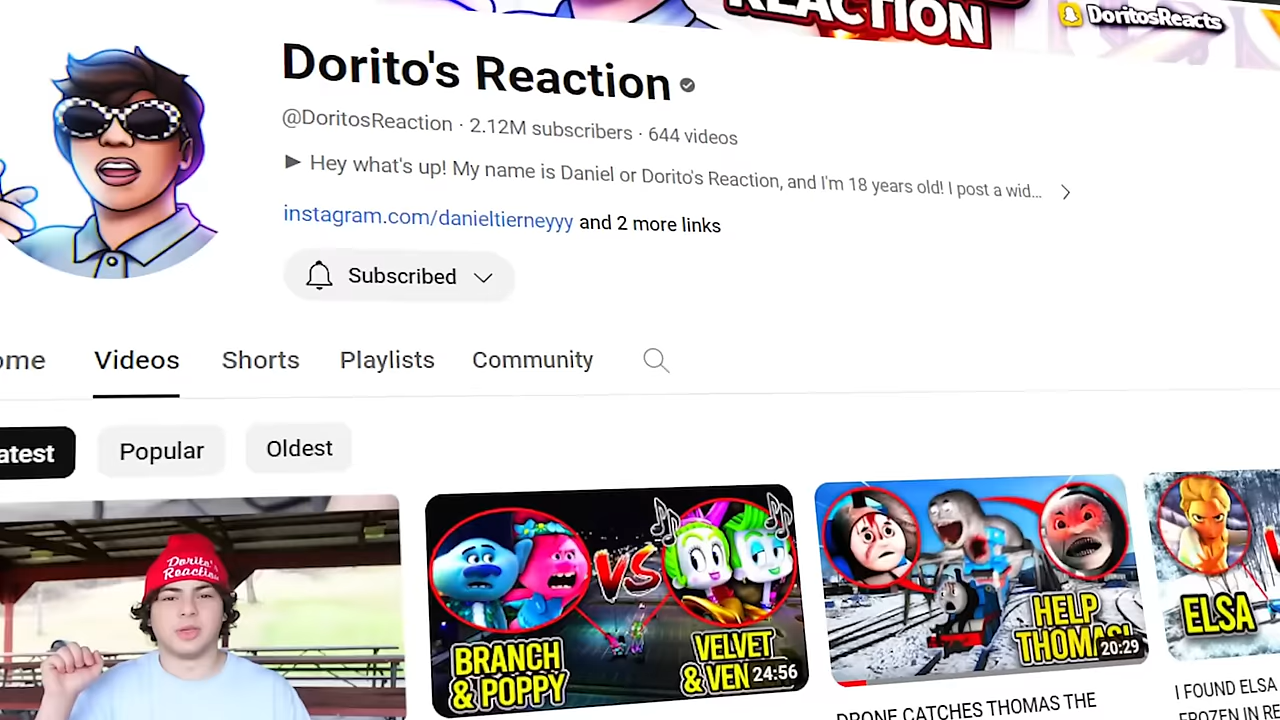 REACTION
DoritosReacts
Dorito's Reaction
@DoritosReaction · 2.12M subscribers · 644 videos
Hey what's up! My name is Daniel or Dorito's Reaction, and I'm 18 years old! I post a wid...
instagram.com/danieltierneyyy and 2 more links
Subscribed
ome Videos Shorts Playlists Community
atest Popular Oldest
Dorito's
Reaction
BRANCH
& POPPY
VS
VELVET
& VEN
24:56
HELP
THOMAS!
20:29
ELSA
DRONE CATCHES THOMAS THE
I FOUND ELSA
FROZEN IN RE